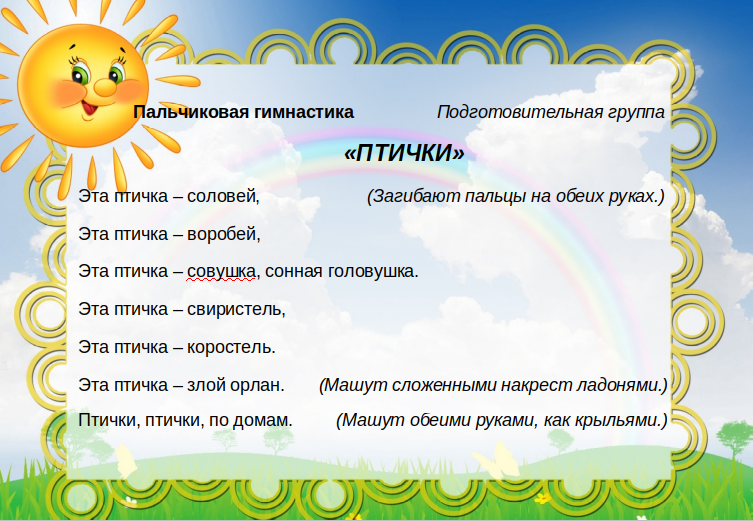 Пальчиковая гимнастика Подготовительная группа
«ПТИЧКИ»
Эта птичка – соловей, (Загибают пальцы на обеих руках.)
Эта птичка – воробей,
Эта птичка – совушка, сонная головушка.
Эта птичка – свиристель,
Эта птичка – коростель.
Эта птичка – злой орлан. (Машут сложенными накрест ладонями.)
Птички, птички, по домам. (Машут обеими руками, как крыльями.)